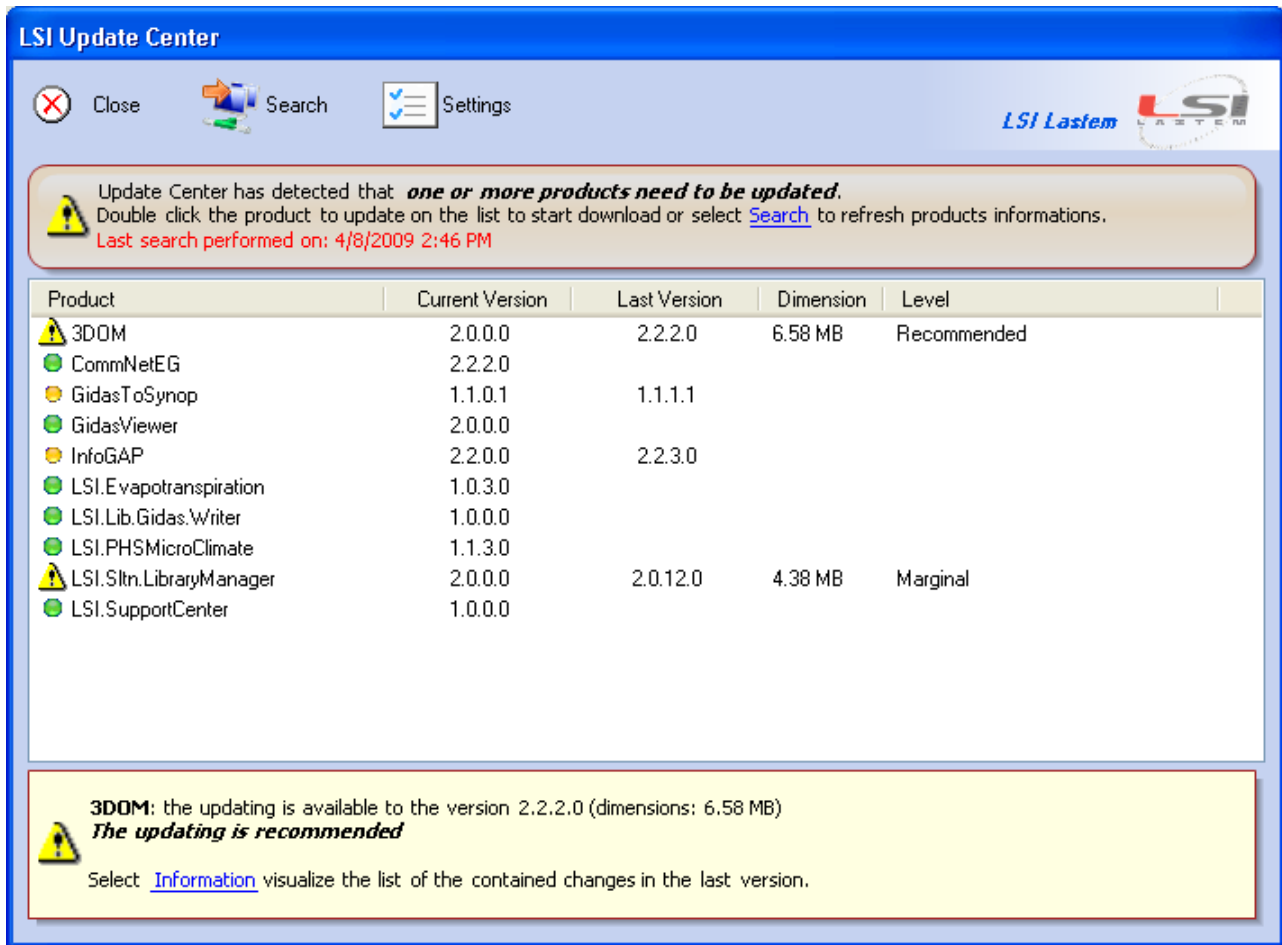 LSI Update Center
Close Search Settings LSI Lastem LSI LASTEM
Update Center has detected that one or more products need to be updated.
Double click the product to update on the list to start download or select Search to refresh products informations.
Last search performed on: 4/8/2009 2:46 PM
Product Current Version Last Version Dimension Level
3DOM 2.0.0.0 2.2.2.0 6.58 MB Recommended
CommNetEG 2.2.2.0
GidasToSynop 1.1.0.1 1.1.1.1
GidasViewer 2.0.0.0
InfoGAP 2.2.0.0 2.2.3.0
LSI.Evapotranspiration 1.0.3.0
LSI.Lib.Gidas.Writer 1.0.0.0
LSI.PHSMicroClimate 1.1.3.0
LSI.Sltn.LibraryManager 2.0.0.0 2.0.12.0 4.38 MB Marginal
LSI.SupportCenter 1.0.0.0
3DOM: the updating is available to the version 2.2.2.0 (dimensions: 6.58 MB)
The updating is recommended
Select Information visualize the list of the contained changes in the last version.